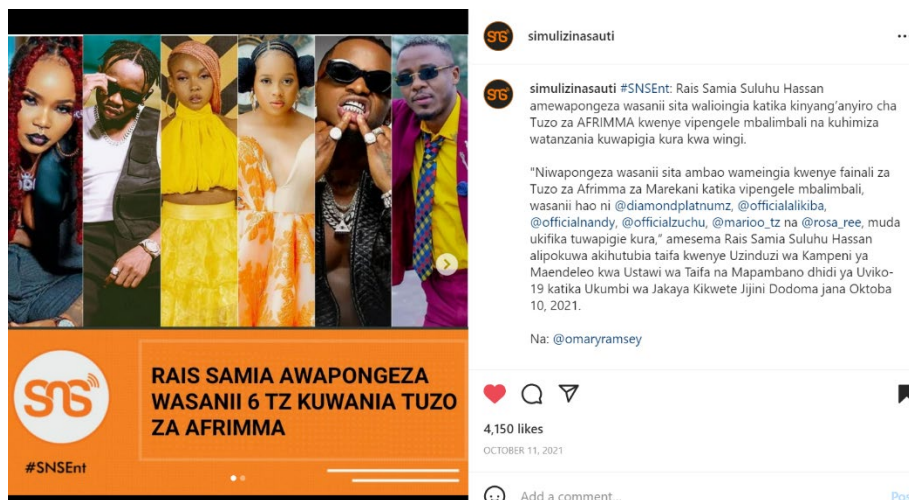 simulizinasauti
simulizinasauti #SNSEnt: Rais Samia Suluhu Hassan
amewapongeza wasanii sita walioingia katika kinyang'anyiro cha
Tuzo za AFRIMMA kwenye vipengele mbalimbali na kuhimiza
watanzania kuwapigia kura kwa wingi.
"Niwapongeza wasanii sita ambao wameingia kwenye fainali za
Tuzo za Afrimma za Marekani katika vipengele mbalimbali,
wasanii hao ni @diamondplatnumz, @officialalikiba,
@officialnandy, @officialzuchu, @marioo_tz na @rosa_ree, muda
ukifika tuwapigie kura," amesema Rais Samia Suluhu Hassan
alipokuwa akihutubia taifa kwenye Uzinduzi wa Kampeni ya
Maendeleo kwa Ustawi wa Taifa na Mapambano dhidi ya Uviko-
19 katika Ukumbi wa Jakaya Kikwete Jijini Dodoma jana Oktoba
10, 2021.
Na: @omaryramsey
4,150 likes
OCTOBER 11, 2021
Add a comment...
Post
SNS
#SNSEnt
RAIS SAMIA AWAPONGEZA
WASANII 6 TZ KUWANIA TUZO
ZA AFRIMMA